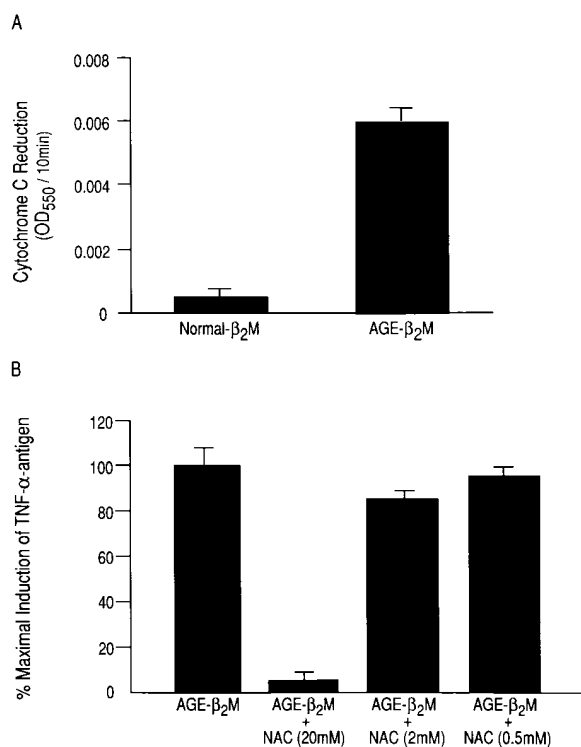 A
Cytochrome C Reduction
(OD550 / 10min)
0.008
0.006
0.004
0.002
0
Normal-β2M
AGE-β2M
B
% Maximal Induction of TNF-α-antigen
120
100
80
60
40
20
0
AGE-β2M
AGE-β2M
+
NAC (20mM)
AGE-β2M
+
NAC (2mM)
AGE-β2M
+
NAC (0.5mM)